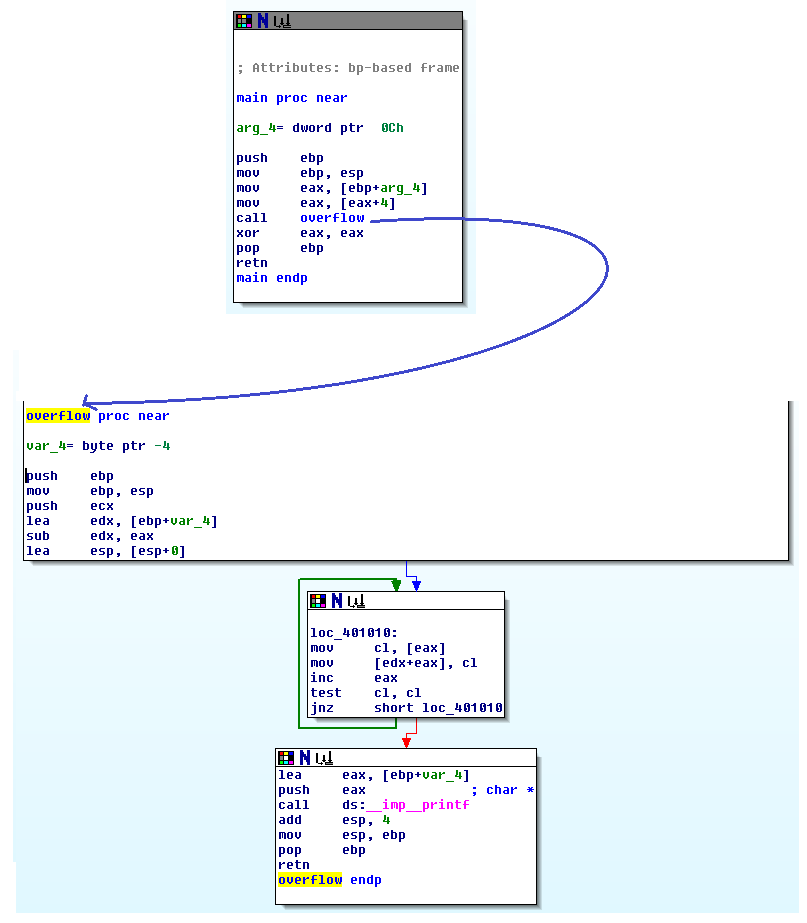 ; Attributes: bp-based frame
main proc near
arg_4= dword ptr  0Ch
push    ebp
mov     ebp, esp
mov     eax, [ebp+arg_4]
mov     eax, [eax+4]
call    overflow
xor     eax, eax
pop     ebp
retn
main endp
overflow proc near
var_4= byte ptr -4
push    ebp
mov     ebp, esp
push    ecx
lea     edx, [ebp+var_4]
sub     edx, eax
lea     esp, [esp+0]
loc_401010:
mov     cl, [eax]
mov     [edx+eax], cl
inc     eax
test    cl, cl
jnz     short loc_401010
lea     eax, [ebp+var_4]
push    eax             ; char *
call    ds:__imp__printf
add     esp, 4
mov     esp, ebp
pop     ebp
retn
overflow endp